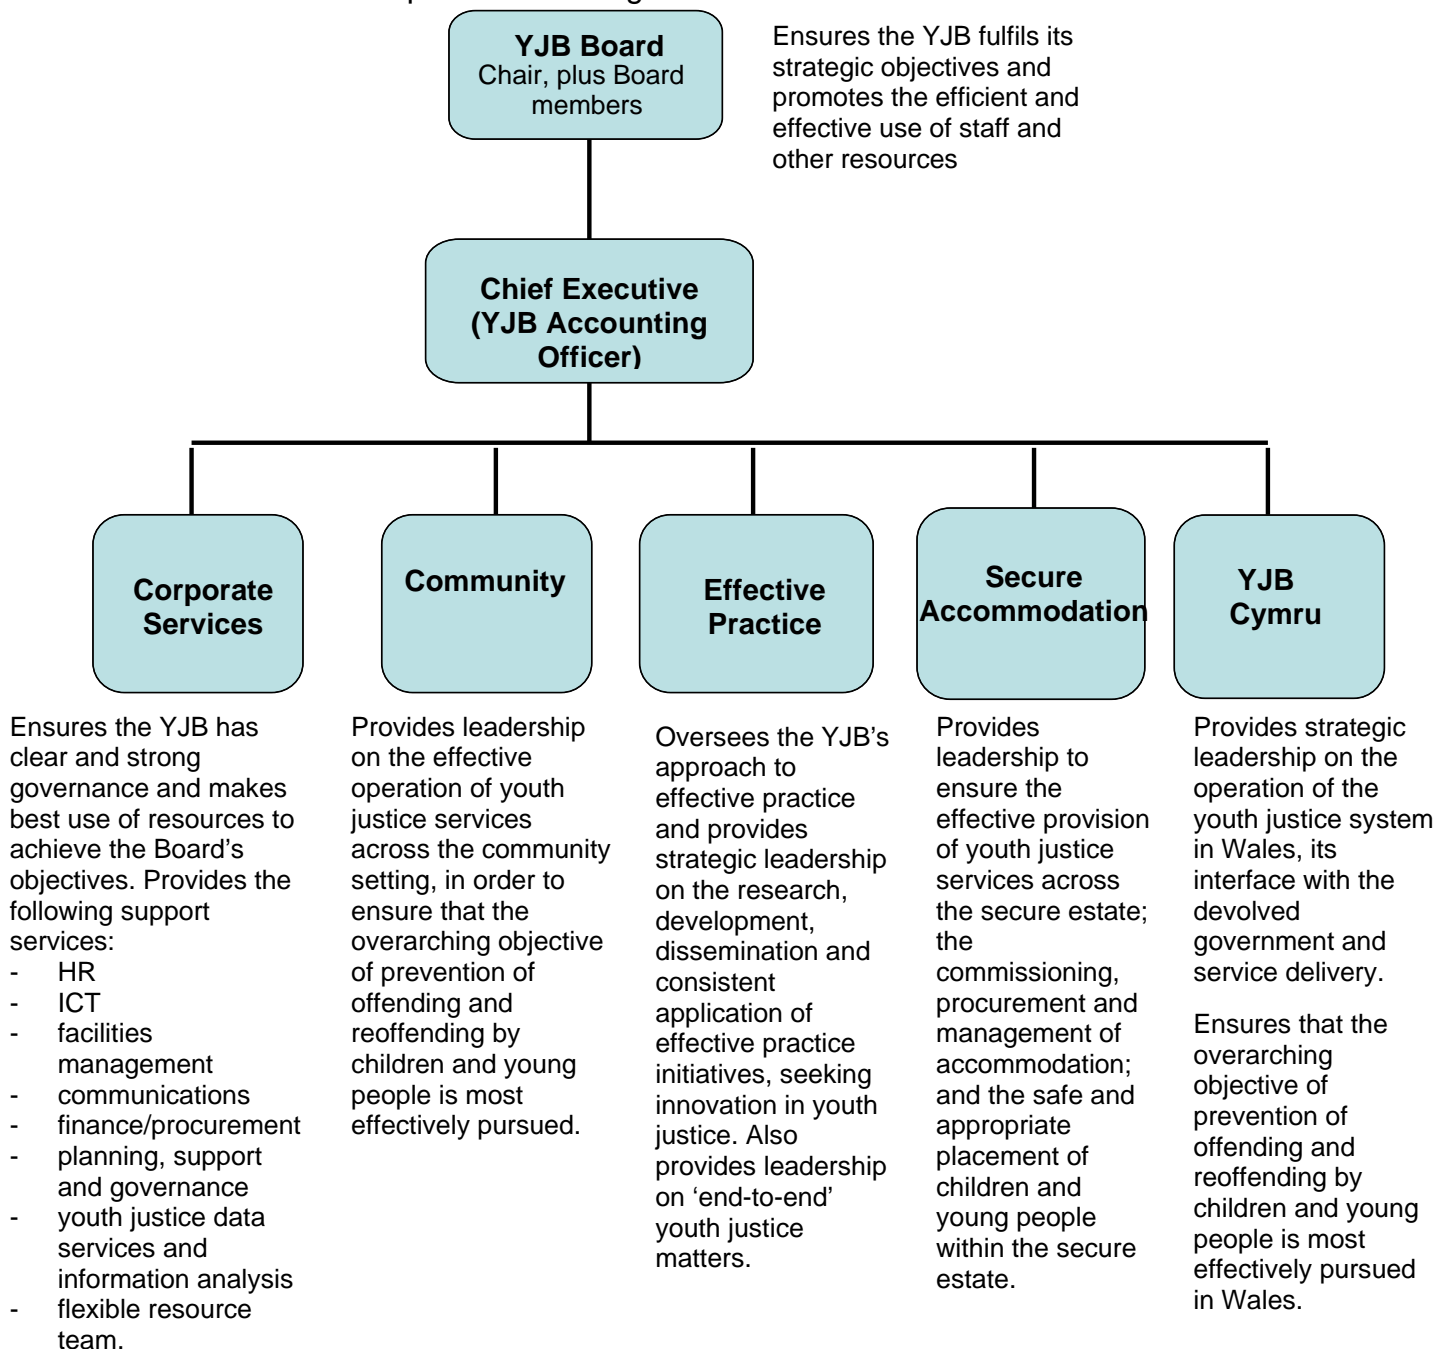 YJB Board
Chair, plus Board
members
Ensures the YJB fulfils its
strategic objectives and
promotes the efficient and
effective use of staff and
other resources
Chief Executive
(YJB Accounting
Officer)
Corporate
Services
Community
Effective
Practice
Secure
Accommodation
YJB
Cymru
Ensures the YJB has
clear and strong
governance and makes
best use of resources to
achieve the Board's
objectives. Provides the
following support
services:
- HR
- ICT
- facilities
management
- communications
- finance/procurement
- planning, support
and governance
- youth justice data
services and
information analysis
- flexible resource
team.
Provides leadership
on the effective
operation of youth
justice services
across the community
setting, in order to
ensure that the
overarching objective
of prevention of
offending and
reoffending by
children and young
people is most
effectively pursued.
Oversees the YJB’s
approach to
effective practice
and provides
strategic leadership
on the research,
development,
dissemination and
consistent
application of
effective practice
initiatives, seeking
innovation in youth
justice. Also
provides leadership
on ‘end-to-end’
youth justice
matters.
Provides
leadership to
ensure the
effective provision
of youth justice
services across
the secure estate;
the
commissioning,
procurement and
management of
accommodation;
and the safe and
appropriate
placement of
children and
young people
within the secure
estate.
Provides strategic
leadership on the
operation of the
youth justice system
in Wales, its
interface with the
devolved
government and
service delivery.
Ensures that the
overarching
objective of
prevention of
offending and
reoffending by
children and young
people is most
effectively pursued
in Wales.